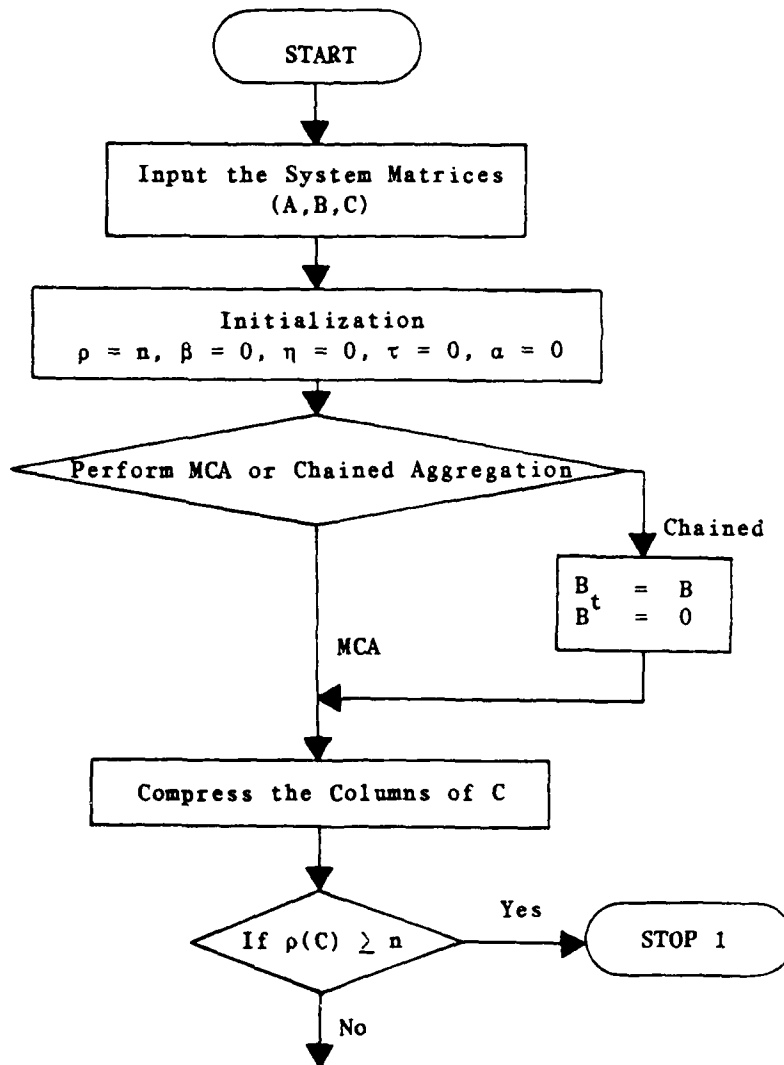 START
Input the System Matrices
(A,B,C)
Initialization
ρ = n, β = 0, η = 0, τ = 0, α = 0
Perform MCA or Chained Aggregation
Chained
B_t = B
B = 0
MCA
Compress the Columns of C
If ρ(C) ≥ n
Yes
STOP 1
No